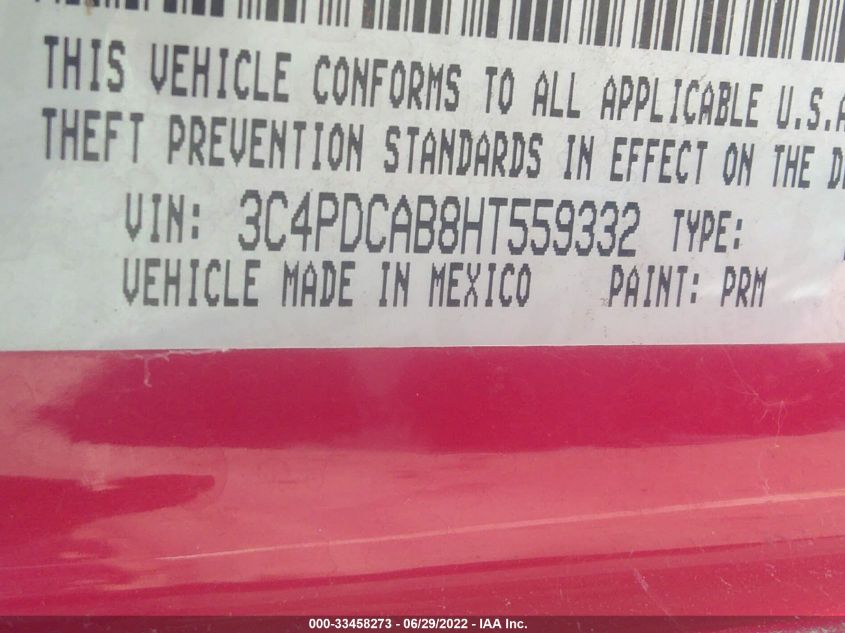 THIS VEHICLE CONFORMS TO ALL APPLICABLE U.S.A
THEFT PREVENTION STANDARDS IN EFFECT ON THE
VIN: 3C4PDCAB8HT559332 TYPE:
VEHICLE MADE IN MEXICO PAINT: PRM
000-33458273 - 06/29/2022 - IAA Inc.